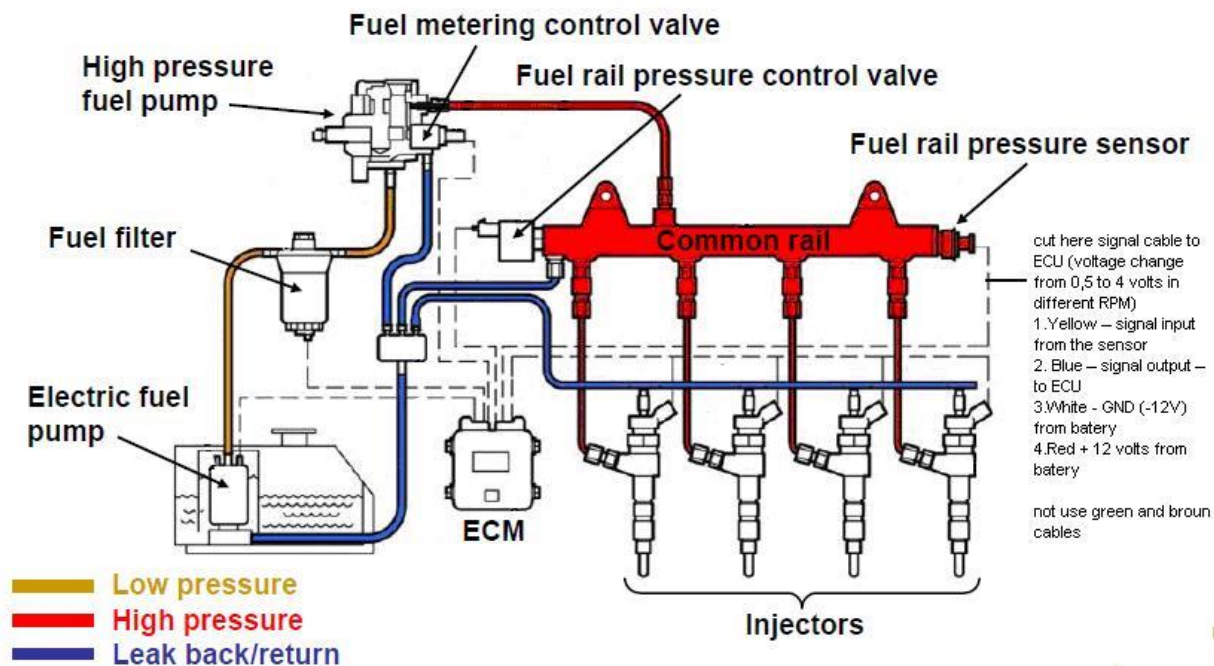 Fuel metering control valve
High pressure
fuel pump
Fuel rail pressure control valve
Fuel rail pressure sensor
Fuel filter
Common rail
cut here signal cable to
ECU (voltage change
from 0,5 to 4 volts in
different RPM)
1.Yellow – signal input
from the sensor
2. Blue – signal output –
to ECU
3.White - GND (-12V)
from batery
4.Red + 12 volts from
batery
not use green and broun
cables
Electric fuel
pump
ECM
Injectors
Low pressure
High pressure
Leak back/return